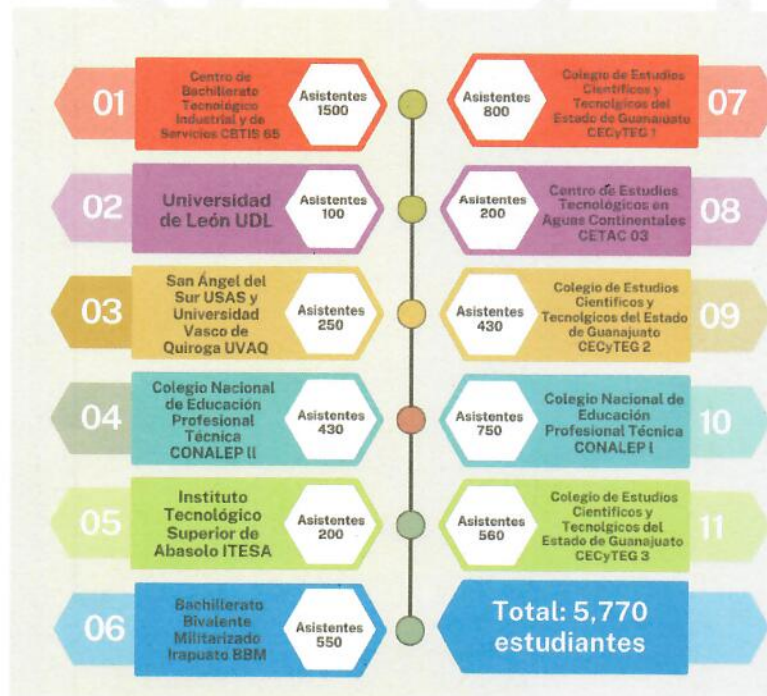 01
Centro de
Bachillerato
Tecnológico
Industrial y de
Servicios CBTIS 65
Asistentes
1500
02
Universidad
de León UDL
Asistentes
100
03
San Ángel del
Sur USAS y
Universidad
Vasco de
Quiroga UVAQ
Asistentes
250
04
Colegio Nacional
de Educación
Profesional
Técnica
CONALEP ll
Asistentes
430
05
Instituto
Tecnológico
Superior de
Abasolo ITESA
Asistentes
200
06
Bachillerato
Bivalente
Militarizado
Irapuato BBM
Asistentes
550
Asistentes
800
Colegio de Estudios
Científicos y
Tecnolgicos del
Estado de Guanajuato
CECyTEG 1
07
Asistentes
200
Centro de Estudios
Tecnológicos en
Aguas Continentales
CETAC 03
08
Asistentes
430
Colegio de Estudios
Científicos y
Tecnolgicos del Estado
de Guanajuato
CECyTEG 2
09
Asistentes
750
Colegio Nacional de
Educación
Profesional Técnica
CONALEP l
10
Asistentes
560
Colegio de Estudios
Científicos y
Tecnolgicos del
Estado de Guanajuato
CECyTEG 3
11
Total: 5,770
estudiantes